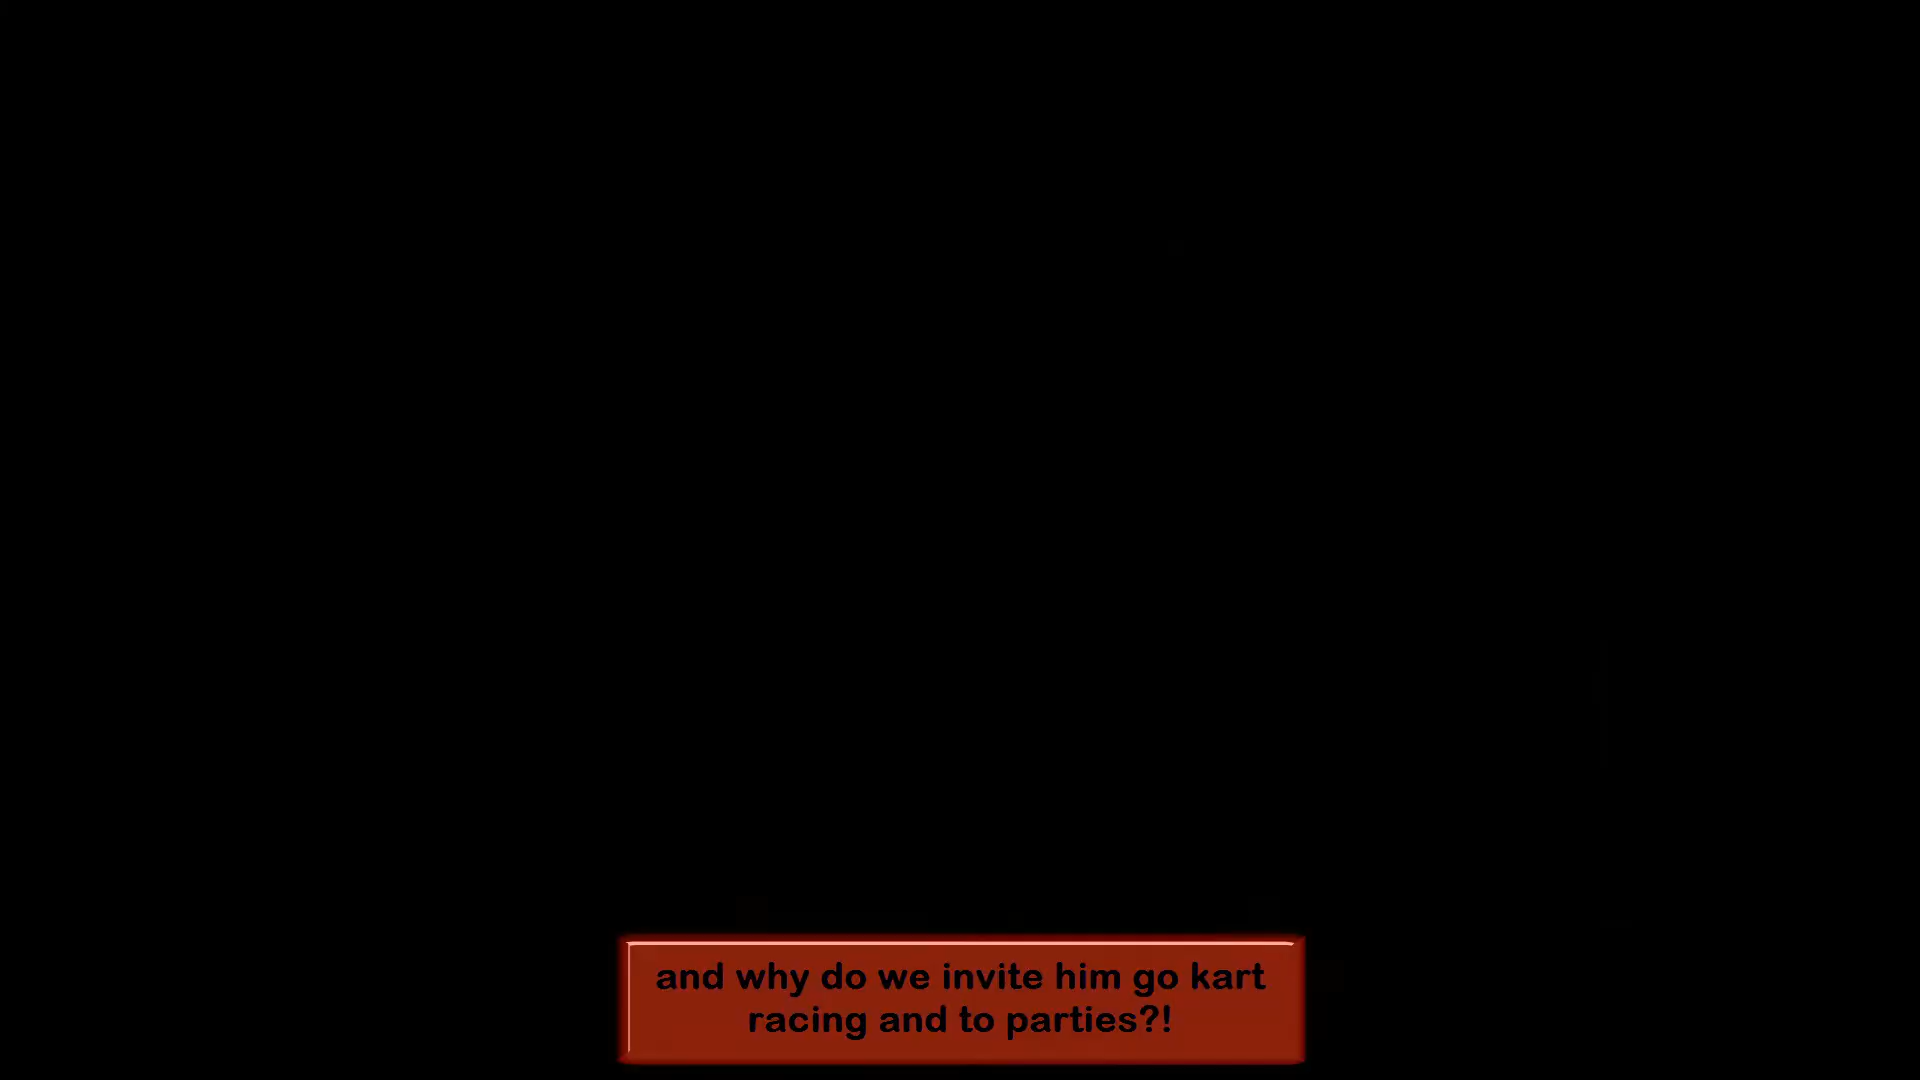 and why do we invite him go kart
racing and to parties?!